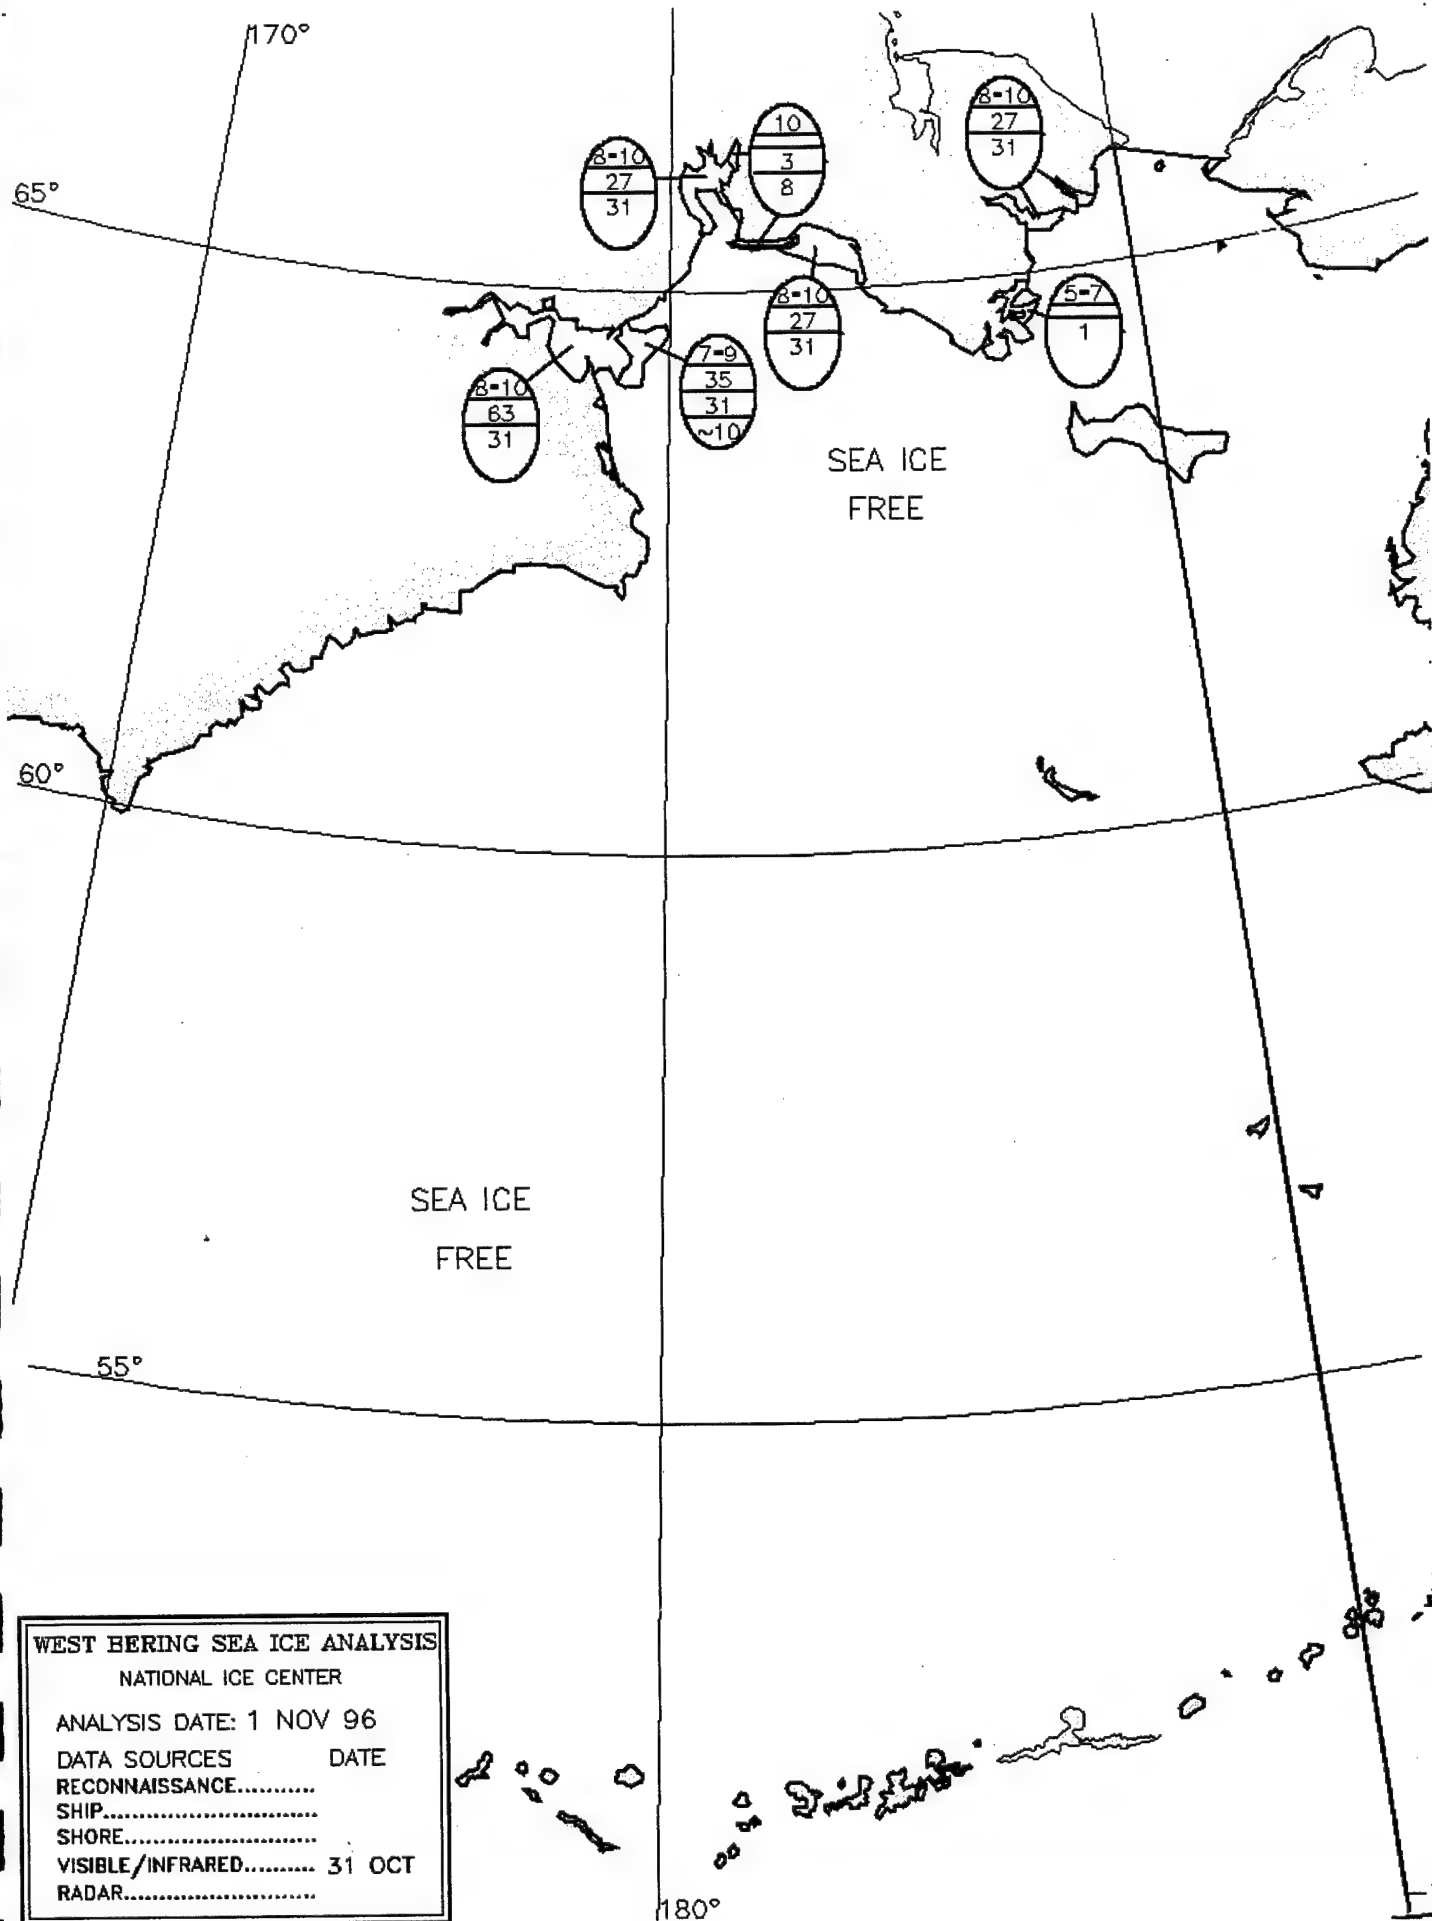 170°
8-10
27
31
10
3
8
8-10
27
31
65°
8-10
27
31
5-7
1
7-9
35
31
~10
8-10
63
31
SEA ICE
FREE
60°
SEA ICE
FREE
55°
WEST BERING SEA ICE ANALYSIS
NATIONAL ICE CENTER
ANALYSIS DATE: 1 NOV 96
DATA SOURCES DATE
RECONNAISSANCE...........
SHIP............................
SHORE.........................
VISIBLE/INFRARED.......... 31 OCT
RADAR.........................
180°